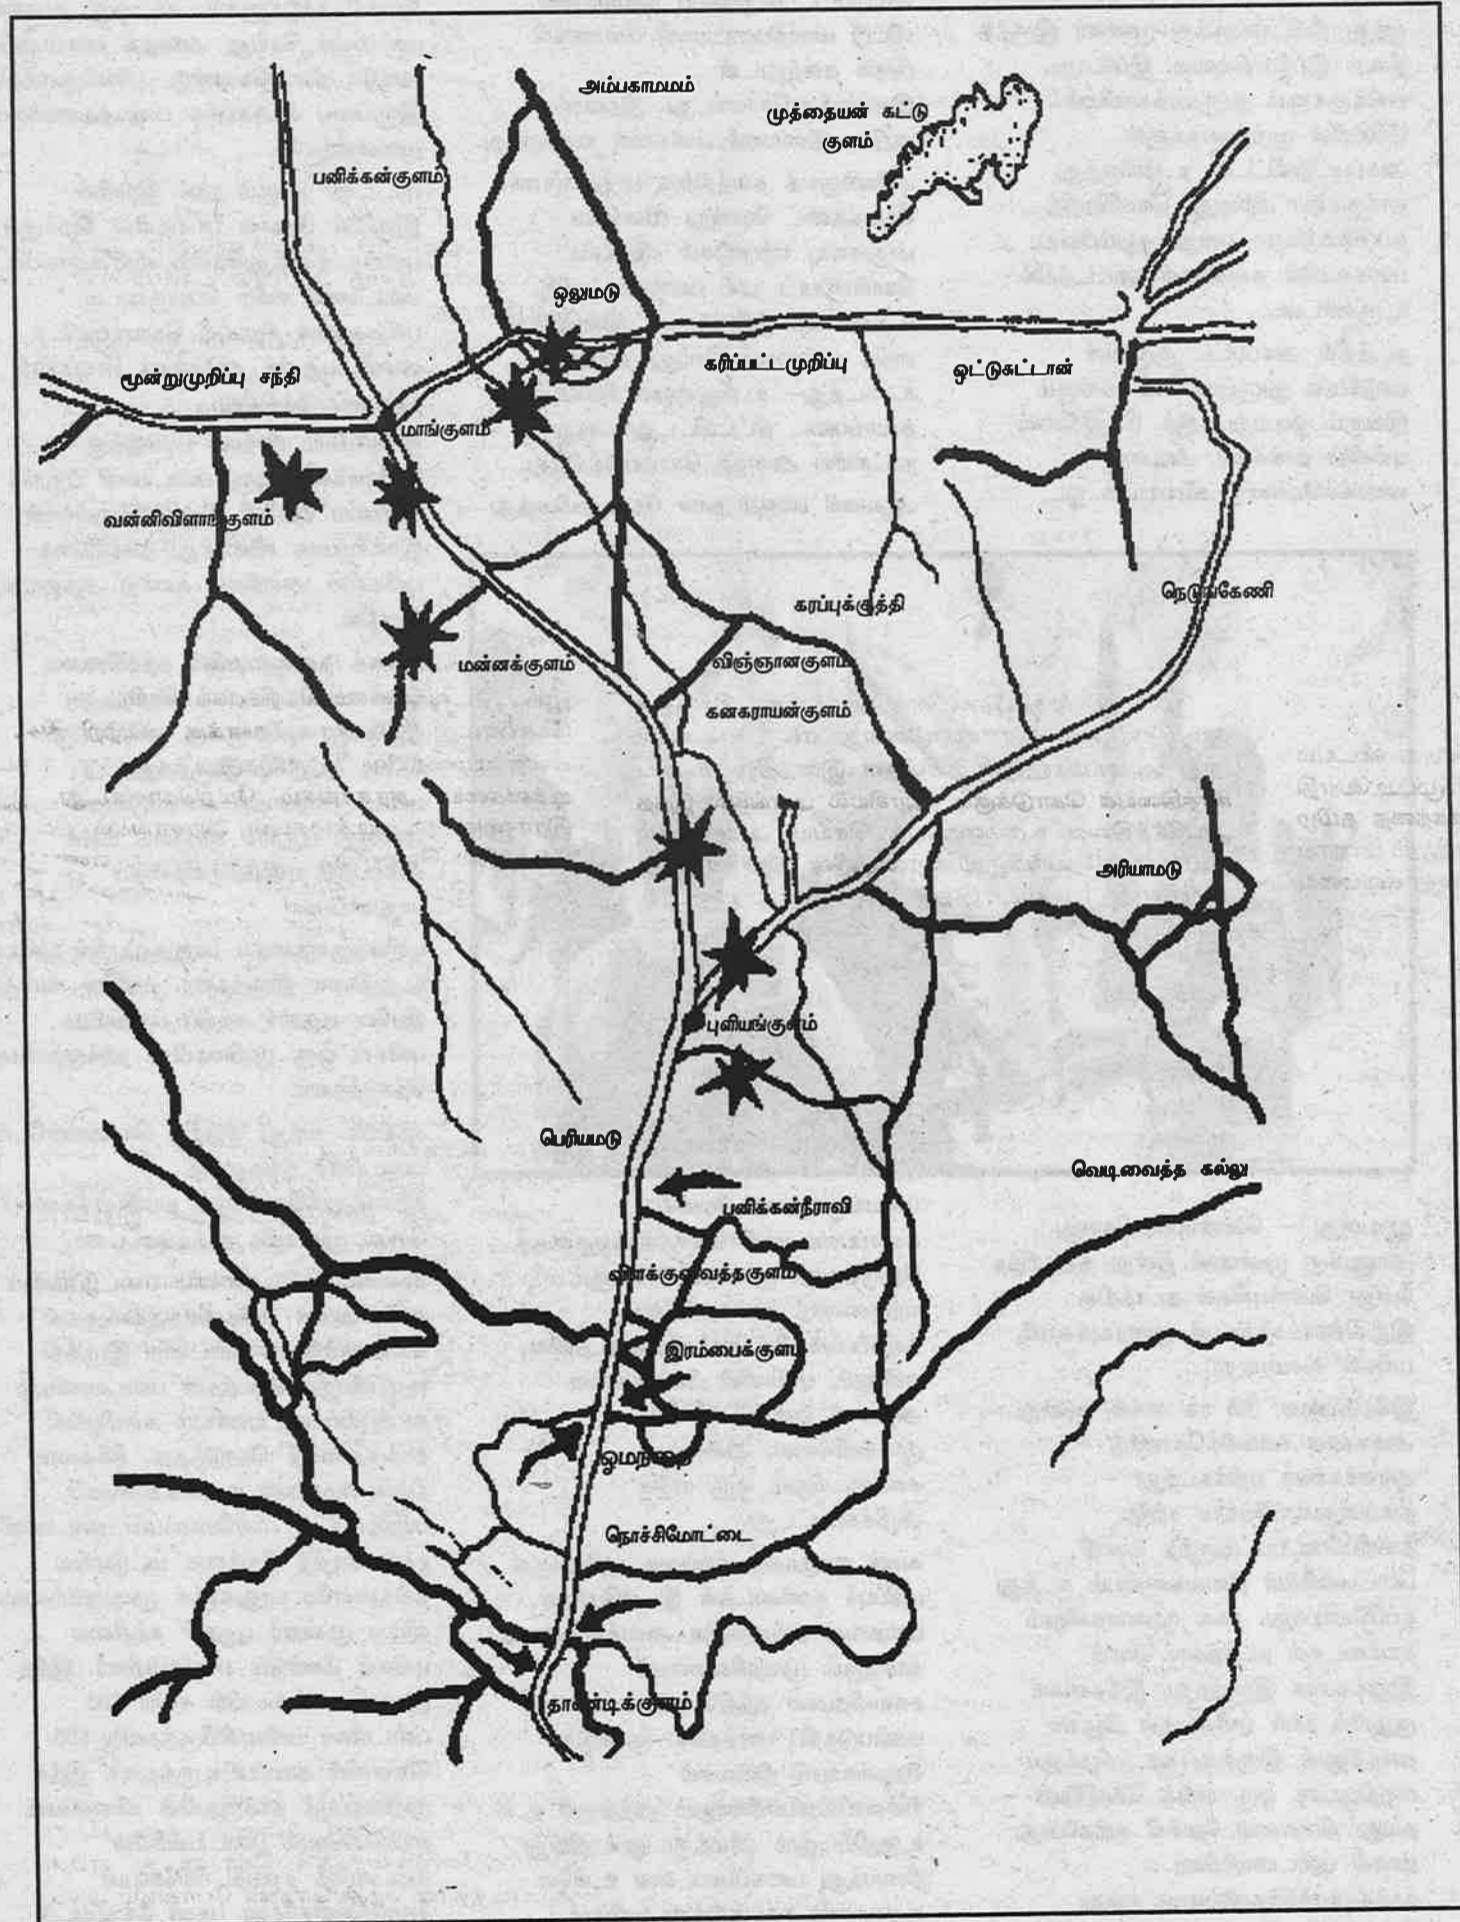 அம்பகாமமம்
முத்தையன் கட்டு
குளம்
பனிக்கன்குளம்
ஒலுமடு
மூன்றுமுறிப்பு சந்தி
கரிப்பட்டமுறிப்பு
ஒட்டுசுட்டான்
மாங்குளம்
வன்னிவிளாங்குளம்
நெடுங்கேணி
கரப்புக்குத்தி
மன்னக்குளம்
விஞ்ஞானகுளம்
கனகராயன்குளம்
அரியாமடு
புளியங்குளம்
பெரியமடு
வெடிவைத்த கல்லு
பனிக்கன்நீராவி
விளக்குவைத்தகுளம்
இரம்பைக்குளம்
ஓமந்தை
நொச்சிமோட்டை
தாண்டிக்குளம்